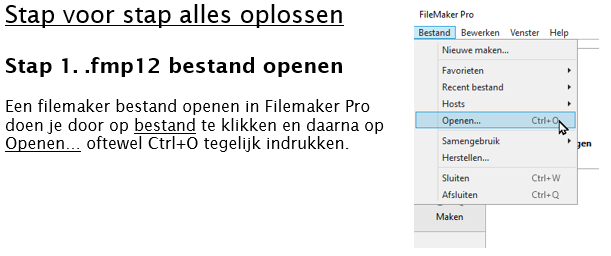 Stap voor stap alles oplossen
Stap 1. .fmp12 bestand openen
Een filemaker bestand openen in Filemaker Pro
doen je door op bestand te klikken en daarna op
Openen... oftewel Ctrl+O tegelijk indrukken.
FileMaker Pro
Bestand Bewerken Venster Help
Nieuwe maken...
Favorieten
Recent bestand
Hosts
Openen... Ctrl+O
Samengebruik
Herstellen...
Sluiten Ctrl+W
Afsluiten Ctrl+Q
Maken